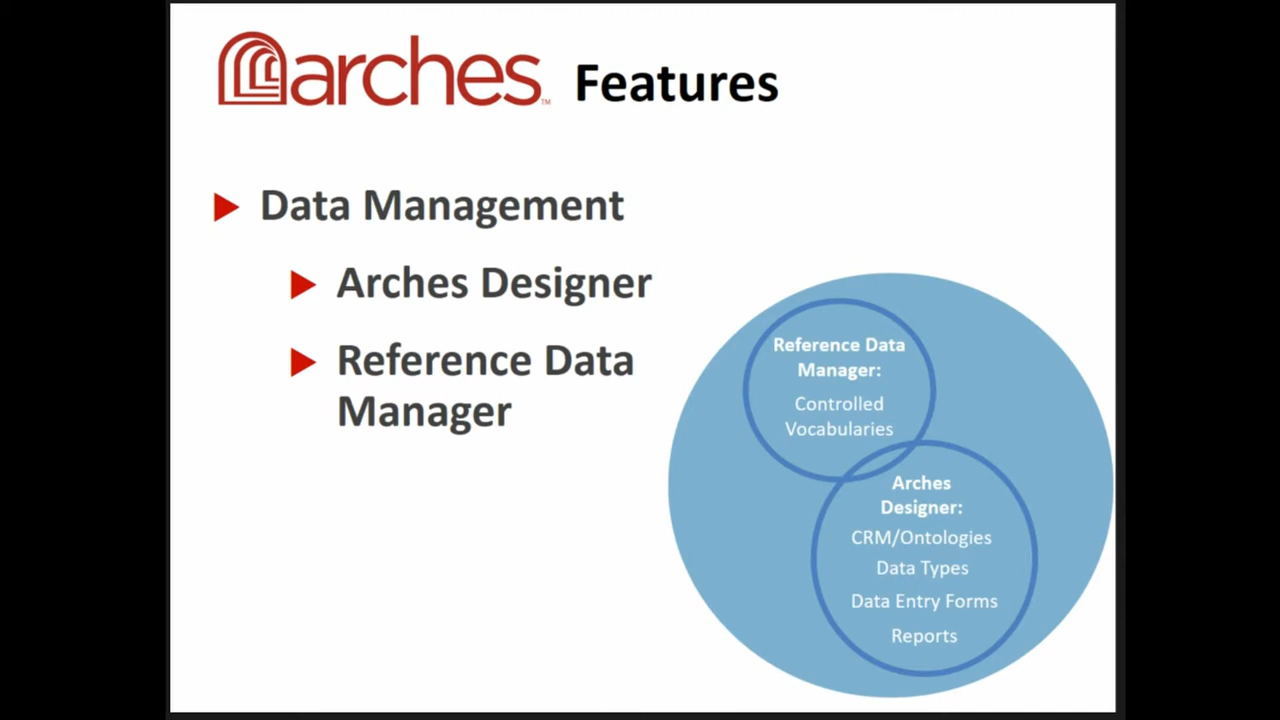 arches™ Features
Data Management
Arches Designer
Reference Data
Manager
Reference Data
Manager:
Controlled
Vocabularies
Arches
Designer:
CRM/Ontologies
Data Types
Data Entry Forms
Reports